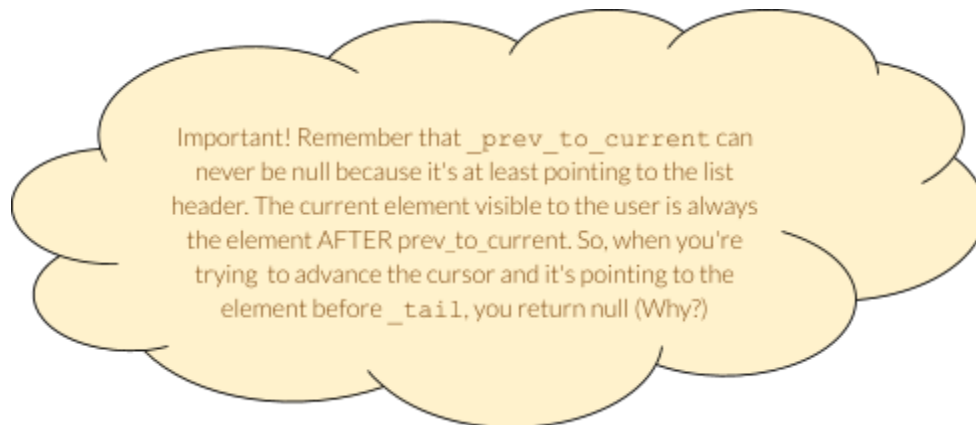 Important! Remember that _prev_to_current can
never be null because it's at least pointing to the list
header. The current element visible to the user is always
the element AFTER prev_to_current. So, when you're
trying to advance the cursor and it's pointing to the
element before _tail, you return null (Why?)